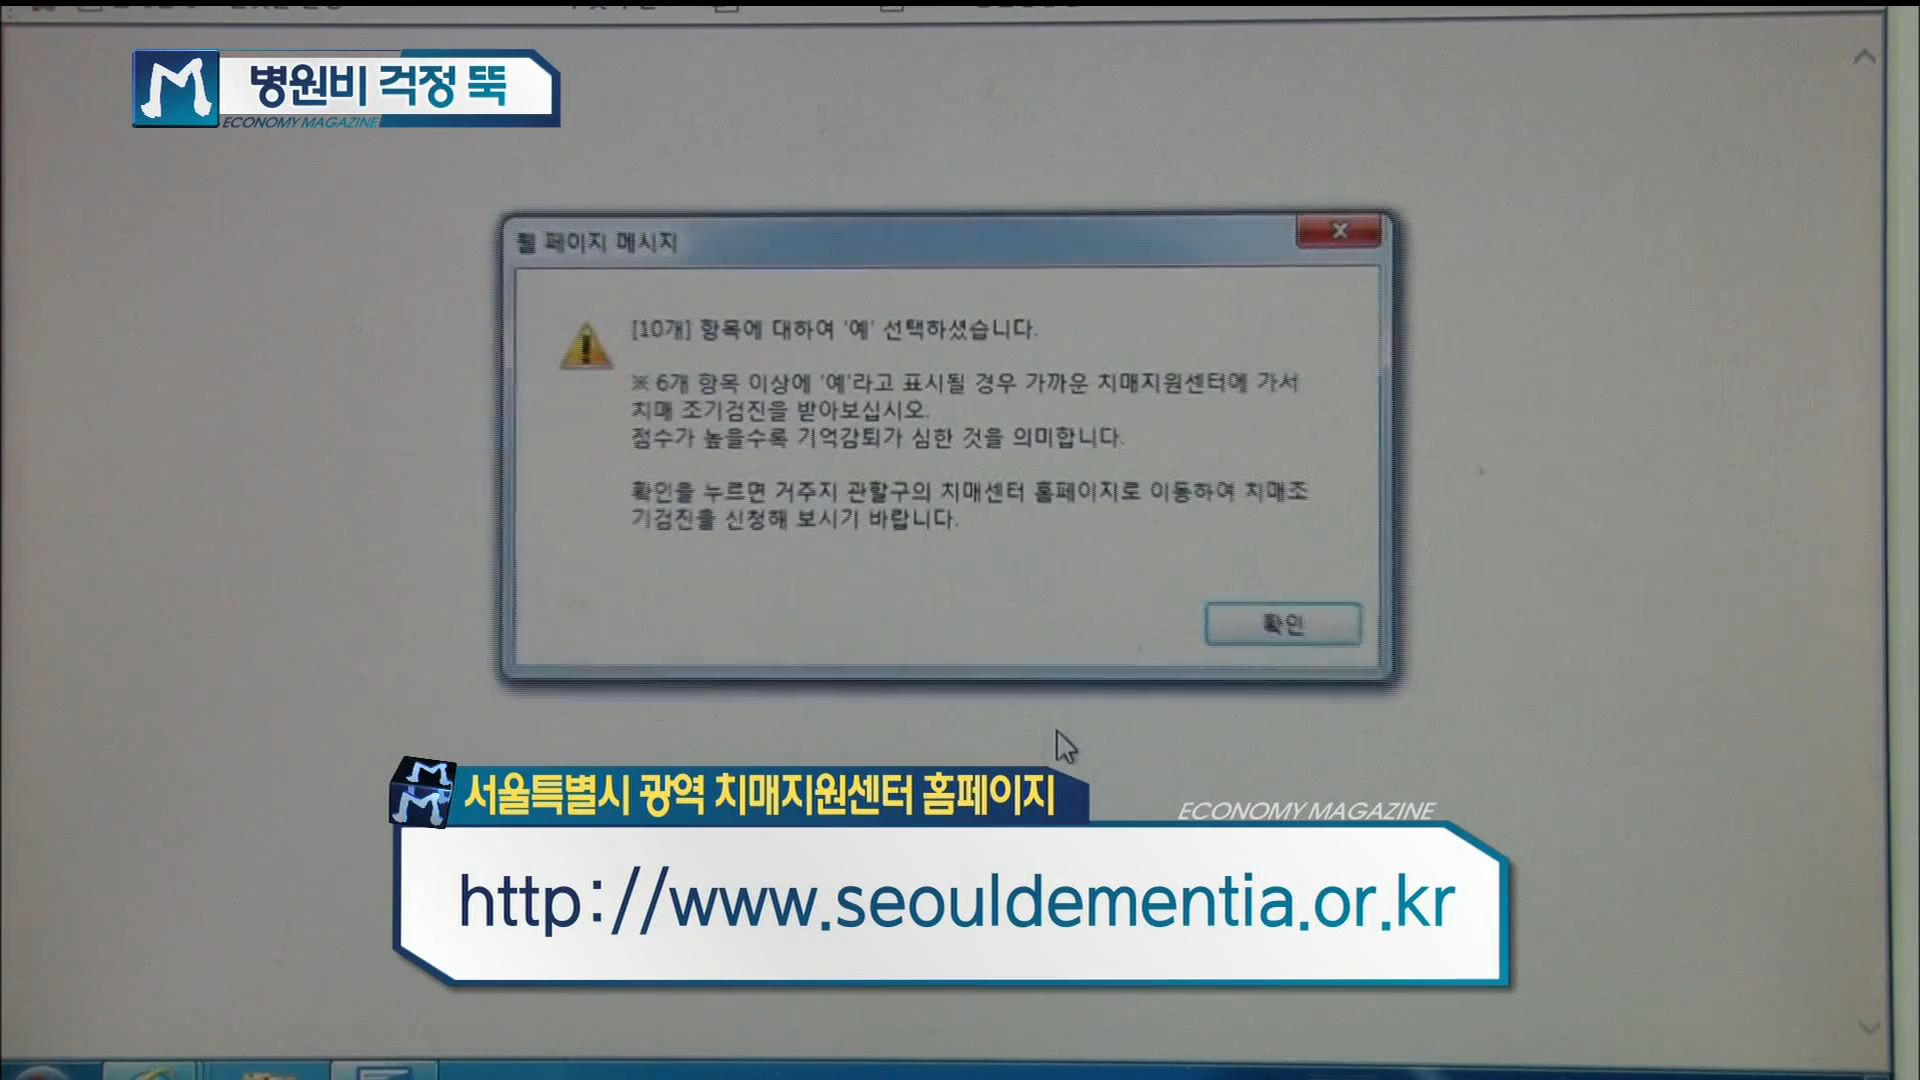 병원비 걱정 뚝
ECONOMY MAGAZINE
웹 페이지 메시지
[10개] 항목에 대하여 '예' 선택하셨습니다.
※ 6개 항목 이상에 '예'라고 표시될 경우 가까운 치매지원센터에 가서
치매 조기검진을 받아보십시오.
점수가 높을수록 기억감퇴가 심한 것을 의미합니다.
확인을 누르면 거주지 관할구의 치매센터 홈페이지로 이동하여 치매조
기검진을 신청해 보시기 바랍니다.
확인
서울특별시 광역 치매지원센터 홈페이지
ECONOMY MAGAZINE
http://www.seouldementia.or.kr